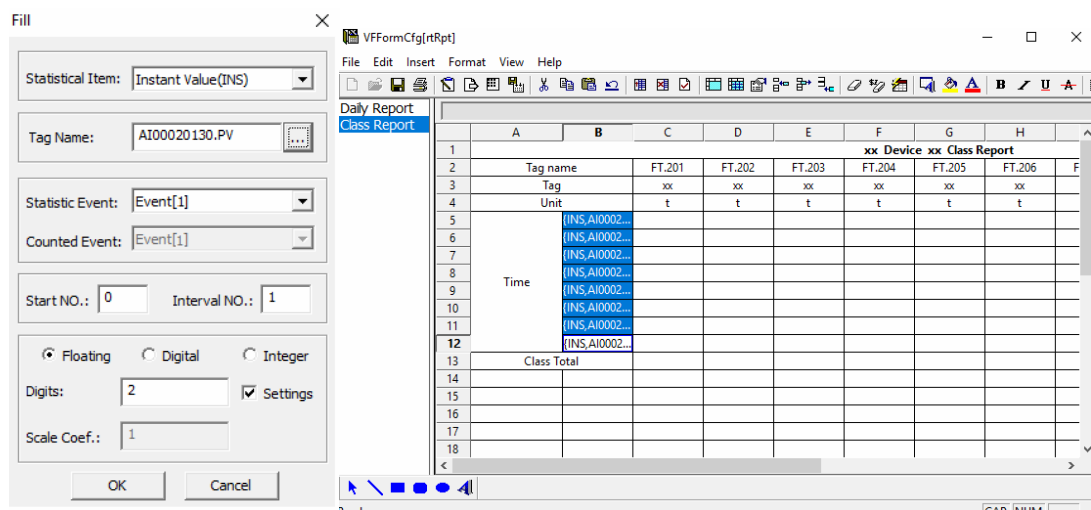 Fill
Statistical Item: Instant Value(INS)
Tag Name: AI00020130.PV ...
Statistic Event: Event[1]
Counted Event: Event[1]
Start NO.: 0 Interval NO.: 1
Floating Digital Integer
Digits: 2 Settings
Scale Coef.: 1
OK Cancel
VFFormCfg[rtRpt]
File Edit Insert Format View Help
B I U A
Daily Report
Class Report
A B C D E F G H
1 xx Device xx Class Report
2 Tag name FT.201 FT.202 FT.203 FT.204 FT.205 FT.206 F
3 Tag xx xx xx xx xx xx
4 Unit t t t t t t
5 {INS,AI0002...
6 {INS,AI0002...
7 {INS,AI0002...
8 {INS,AI0002...
Time
9 {INS,AI0002...
10 {INS,AI0002...
11 {INS,AI0002...
12 {INS,AI0002...
13 Class Total
14
15
16
17
18
CAP NUM